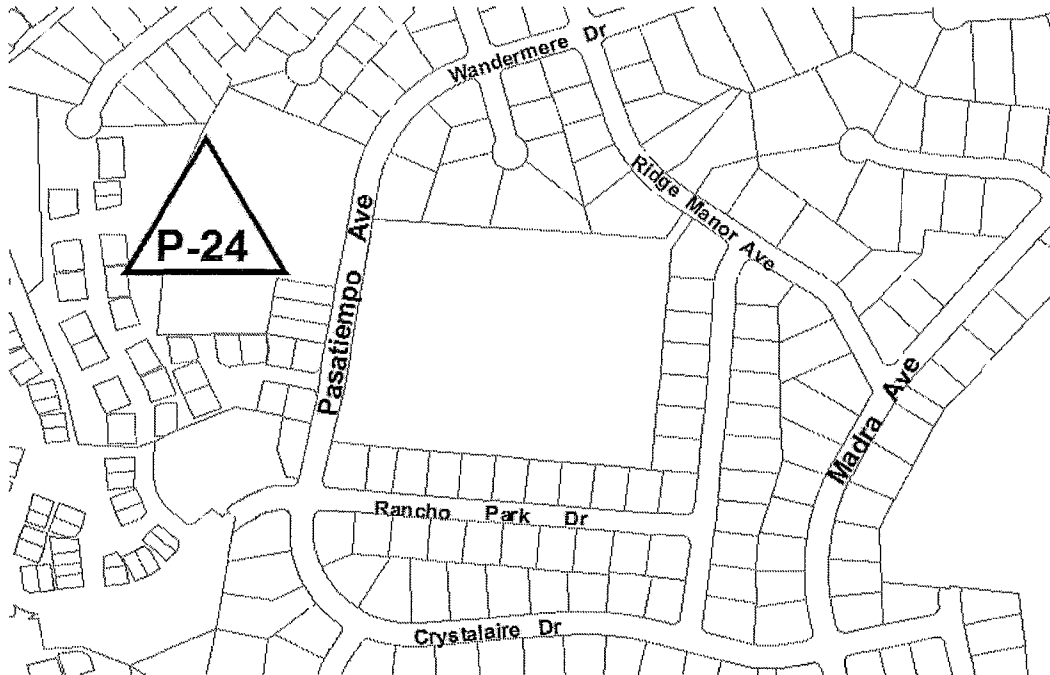 Wandermere Dr
Ridge Manor Ave
P-24
Pasatiempo Ave
Madra Ave
Rancho Park Dr
Crystalaire Dr